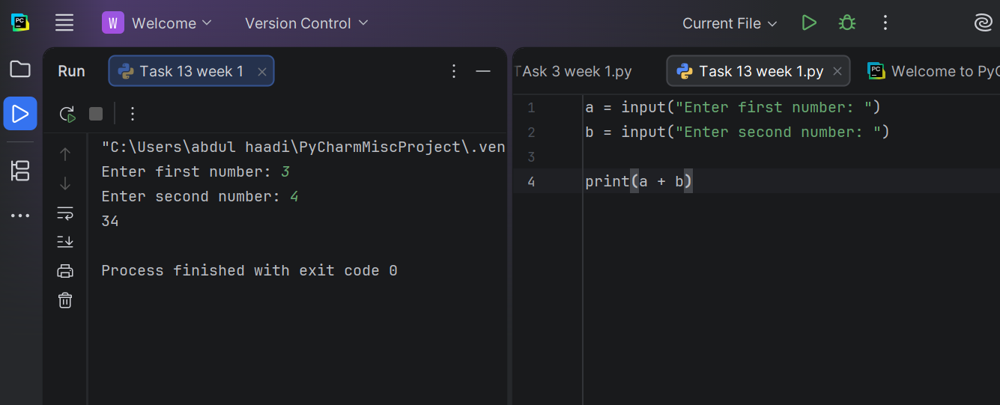 PC
W Welcome Version Control Current File
Run Task 13 week 1
TAsk 3 week 1.py Task 13 week 1.py Welcome to
"C:\Users\abdul haadi\PyCharmMiscProject\.ven
Enter first number: 3
Enter second number: 4
34
Process finished with exit code 0
1 a = input("Enter first number: ")
2 b = input("Enter second number: ")
3
4 print(a + b)